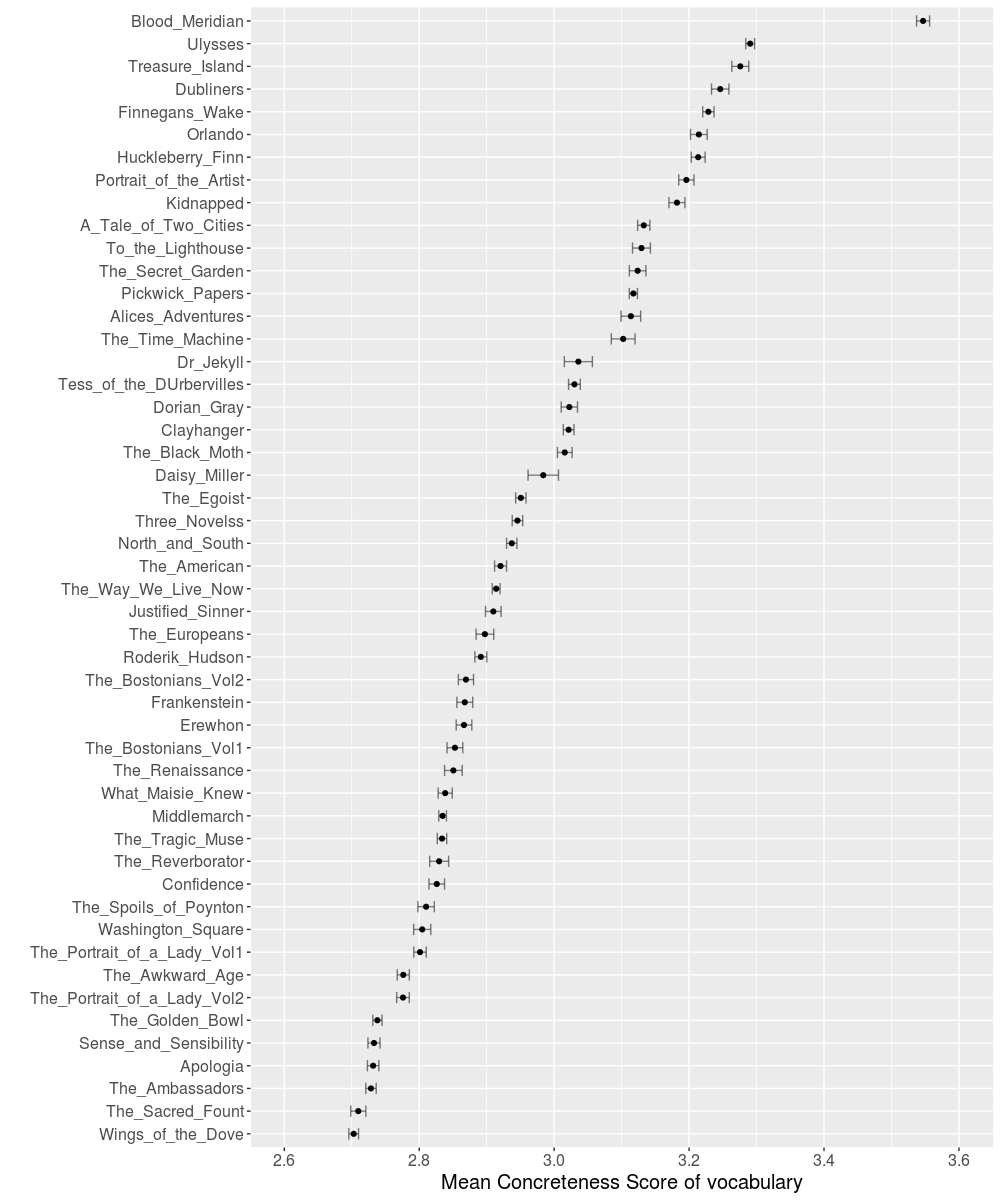 Blood_Meridian
Ulysses
Treasure_Island
Dubliners
Finnegans_Wake
Orlando
Huckleberry_Finn
Portrait_of_the_Artist
Kidnapped
A_Tale_of_Two_Cities
To_the_Lighthouse
The_Secret_Garden
Pickwick_Papers
Alices_Adventures
The_Time_Machine
Dr_Jekyll
Tess_of_the_DUrbervilles
Dorian_Gray
Clayhanger
The_Black_Moth
Daisy_Miller
The_Egoist
Three_Novelss
North_and_South
The_American
The_Way_We_Live_Now
Justified_Sinner
The_Europeans
Roderik_Hudson
The_Bostonians_Vol2
Frankenstein
Erewhon
The_Bostonians_Vol1
The_Renaissance
What_Maisie_Knew
Middlemarch
The_Tragic_Muse
The_Reverborator
Confidence
The_Spoils_of_Poynton
Washington_Square
The_Portrait_of_a_Lady_Vol1
The_Awkward_Age
The_Portrait_of_a_Lady_Vol2
The_Golden_Bowl
Sense_and_Sensibility
Apologia
The_Ambassadors
The_Sacred_Fount
Wings_of_the_Dove
2.6 2.8 3.0 3.2 3.4 3.6
Mean Concreteness Score of vocabulary